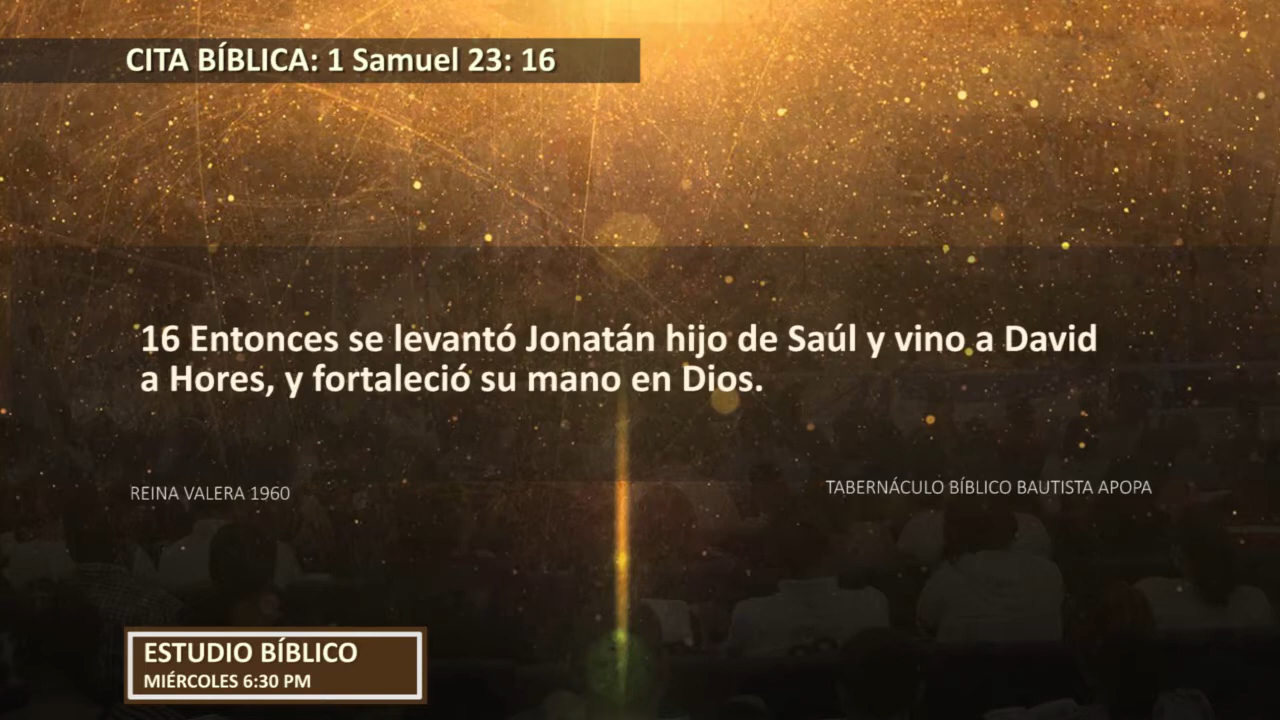 CITA BÍBLICA: 1 Samuel 23: 16
16 Entonces se levantó Jonatán hijo de Saúl y vino a David
a Hores, y fortaleció su mano en Dios.
REINA VALERA 1960
TABERNÁCULO BÍBLICO BAUTISTA APOPA
ESTUDIO BÍBLICO
MIÉRCOLES 6:30 PM